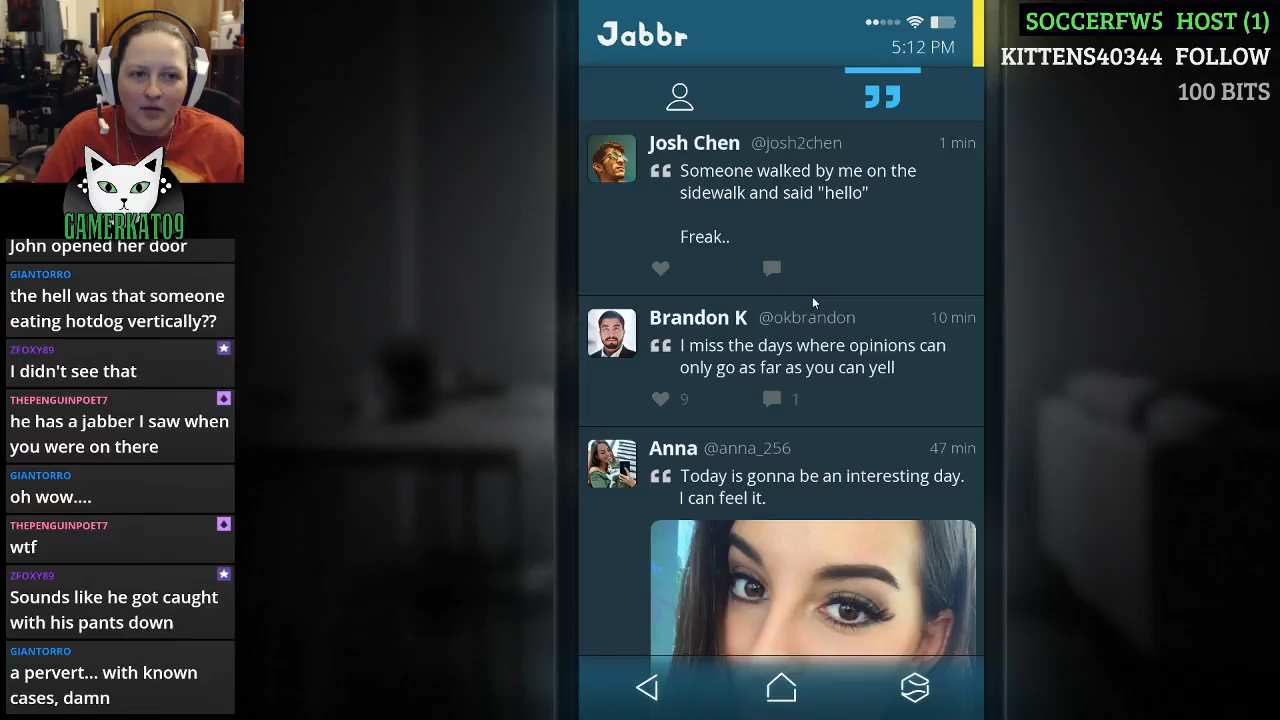 GAMERKAT09
John opened her door
GIANTORRO
the hell was that someone
eating hotdog vertically??
ZFOXY89
I didn't see that
THEPENGUINPOET7
he has a jabber I saw when
you were on there
GIANTORRO
oh wow....
THEPENGUINPOET7
wtf
ZFOXY89
Sounds like he got caught
with his pants down
GIANTORRO
a pervert... with known
cases, damn
Jabbr
5:12 PM
Josh Chen @josh2chen 1 min
Someone walked by me on the
sidewalk and said "hello"
Freak..
Brandon K @okbrandon 10 min
I miss the days where opinions can
only go as far as you can yell
9 1
Anna @anna_256 47 min
Today is gonna be an interesting day.
I can feel it.
SOCCERFW5 HOST (1)
KITTENS40344 FOLLOW
100 BITS